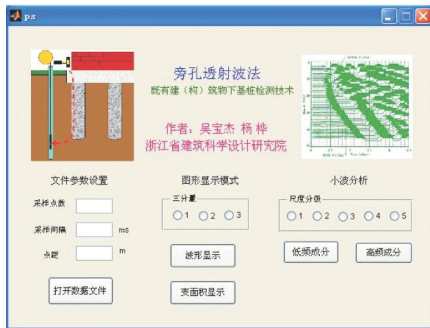 ps
旁孔透射波法
既有建（构）筑物下基桩检测技术
作者：吴宝杰 杨桦
浙江省建筑科学设计研究院
文件参数设置
采样点数
采样间隔 ms
点距 m
打开数据文件
图形显示模式
三分量
1 2 3
波形显示
变面积显示
小波分析
尺度分级
1 2 3 4 5
低频成分
高频成分